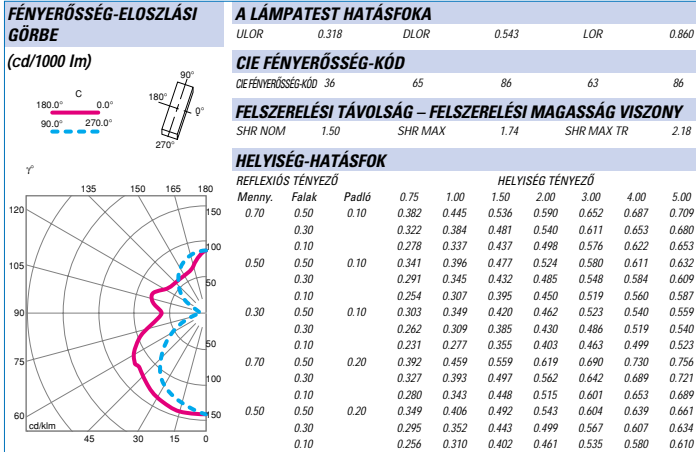 FÉNYERŐSSÉG-ELOSZLÁSI
GÖRBE
(cd/1000 lm)
C
180.0° 0.0°
90.0° 270.0°
90°
180°
0°
270°
γ°
135 150 165 180
120
105
90
75
60
150
100
50
50
100
150
cd/klm
45 30 15 0
A LÁMPATEST HATÁSFOKA
ULOR 0.318 DLOR 0.543 LOR 0.860
CIE FÉNYERŐSSÉG-KÓD
CIE FÉNYERŐSSÉG-KÓD 36 65 86 63 86
FELSZERELÉSI TÁVOLSÁG – FELSZERELÉSI MAGASSÁG VISZONY
SHR NOM 1.50 SHR MAX 1.74 SHR MAX TR 2.18
HELYISÉG-HATÁSFOK
REFLEXIÓS TÉNYEZŐ HELYISÉG TÉNYEZŐ
Menny. Falak Padló 0.75 1.00 1.50 2.00 3.00 4.00 5.00
0.70 0.50 0.10 0.382 0.445 0.536 0.590 0.652 0.687 0.709
0.30 0.322 0.384 0.481 0.540 0.611 0.653 0.680
0.10 0.278 0.337 0.437 0.498 0.576 0.622 0.653
0.50 0.50 0.10 0.341 0.396 0.477 0.524 0.580 0.611 0.632
0.30 0.291 0.345 0.432 0.485 0.548 0.584 0.609
0.10 0.254 0.307 0.395 0.450 0.519 0.560 0.587
0.30 0.50 0.10 0.303 0.349 0.420 0.462 0.523 0.540 0.559
0.30 0.262 0.309 0.385 0.430 0.486 0.519 0.540
0.10 0.231 0.277 0.355 0.403 0.463 0.499 0.523
0.70 0.50 0.20 0.392 0.459 0.559 0.619 0.690 0.730 0.756
0.30 0.327 0.393 0.497 0.562 0.642 0.689 0.721
0.10 0.280 0.343 0.448 0.515 0.601 0.653 0.689
0.50 0.50 0.20 0.349 0.406 0.492 0.543 0.604 0.639 0.661
0.30 0.295 0.352 0.443 0.499 0.567 0.607 0.634
0.10 0.256 0.310 0.402 0.461 0.535 0.580 0.610